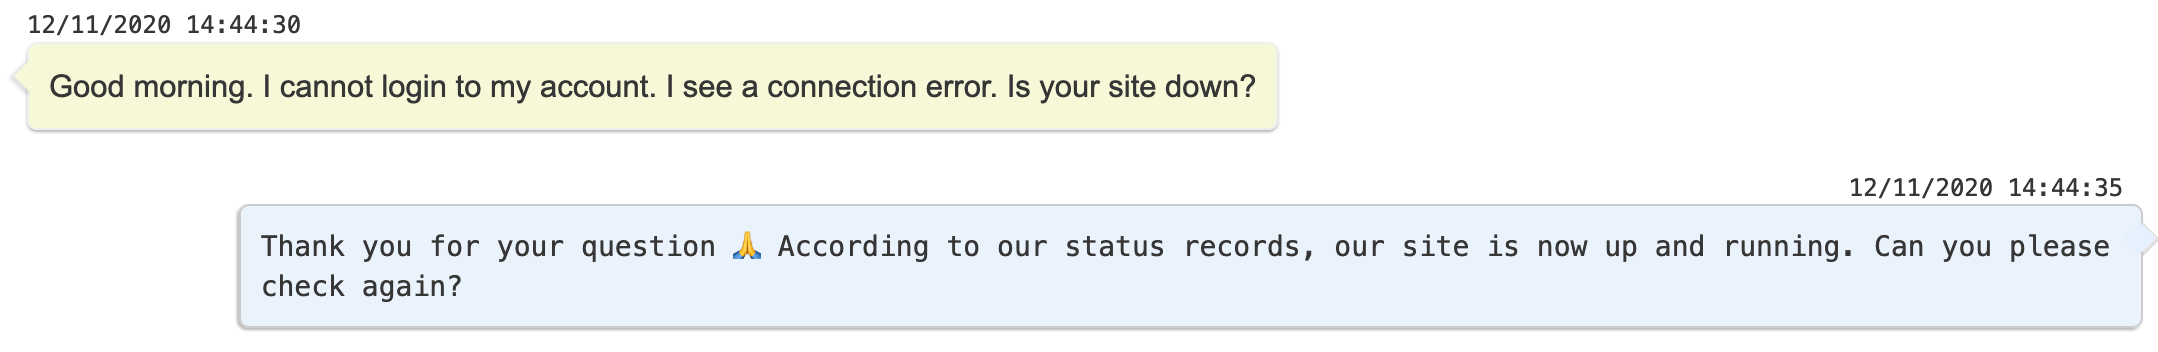 12/11/2020 14:44:30
Good morning. I cannot login to my account. I see a connection error. Is your site down?
12/11/2020 14:44:35
Thank you for your question 🙏 According to our status records, our site is now up and running. Can you please
check again?